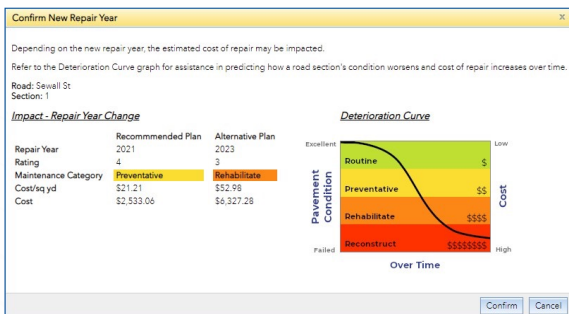 Confirm New Repair Year
x
Depending on the new repair year, the estimated cost of repair may be impacted.
Refer to the Deterioration Curve graph for assistance in predicting how a road section's condition worsens and cost of repair increases over time.
Road: Sewall St
Section: 1
Impact - Repair Year Change
Recommmended Plan Alternative Plan
Repair Year 2021 2023
Rating 4 3
Maintenance Category Preventative Rehabilitate
Cost/sq yd $21.21 $52.98
Cost $2,533.06 $6,327.28
Deterioration Curve
Excellent Low
Routine $
Preventative $$
Rehabilitate $$$$
Reconstruct $$$$$$$$
Failed High
Pavement
Condition
Cost
Over Time
Confirm Cancel